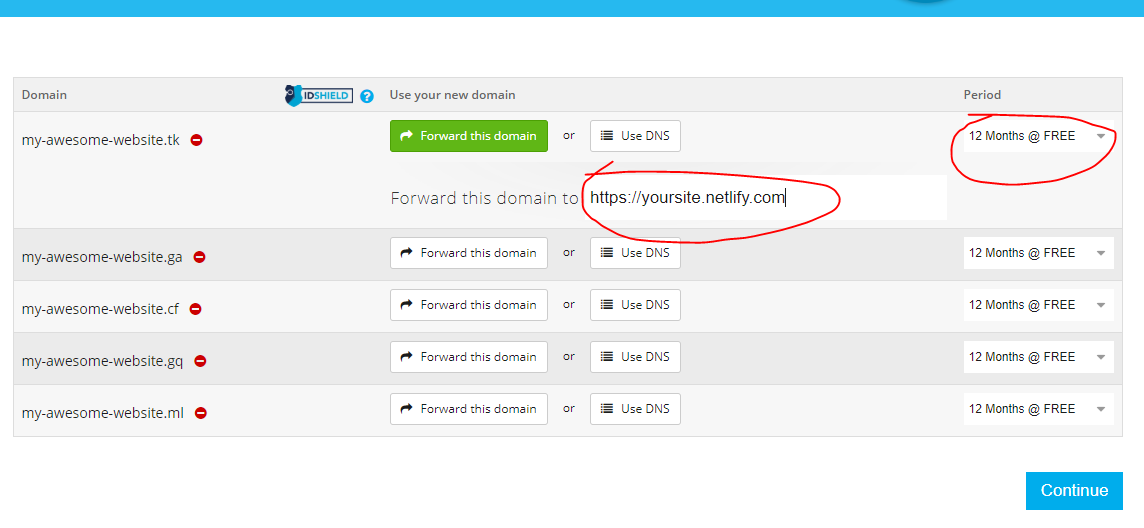 Domain IDSHIELD ? Use your new domain Period
my-awesome-website.tk Forward this domain or Use DNS 12 Months @ FREE
Forward this domain to https://yoursite.netlify.com
my-awesome-website.ga Forward this domain or Use DNS 12 Months @ FREE
my-awesome-website.cf Forward this domain or Use DNS 12 Months @ FREE
my-awesome-website.gq Forward this domain or Use DNS 12 Months @ FREE
my-awesome-website.ml Forward this domain or Use DNS 12 Months @ FREE
Continue